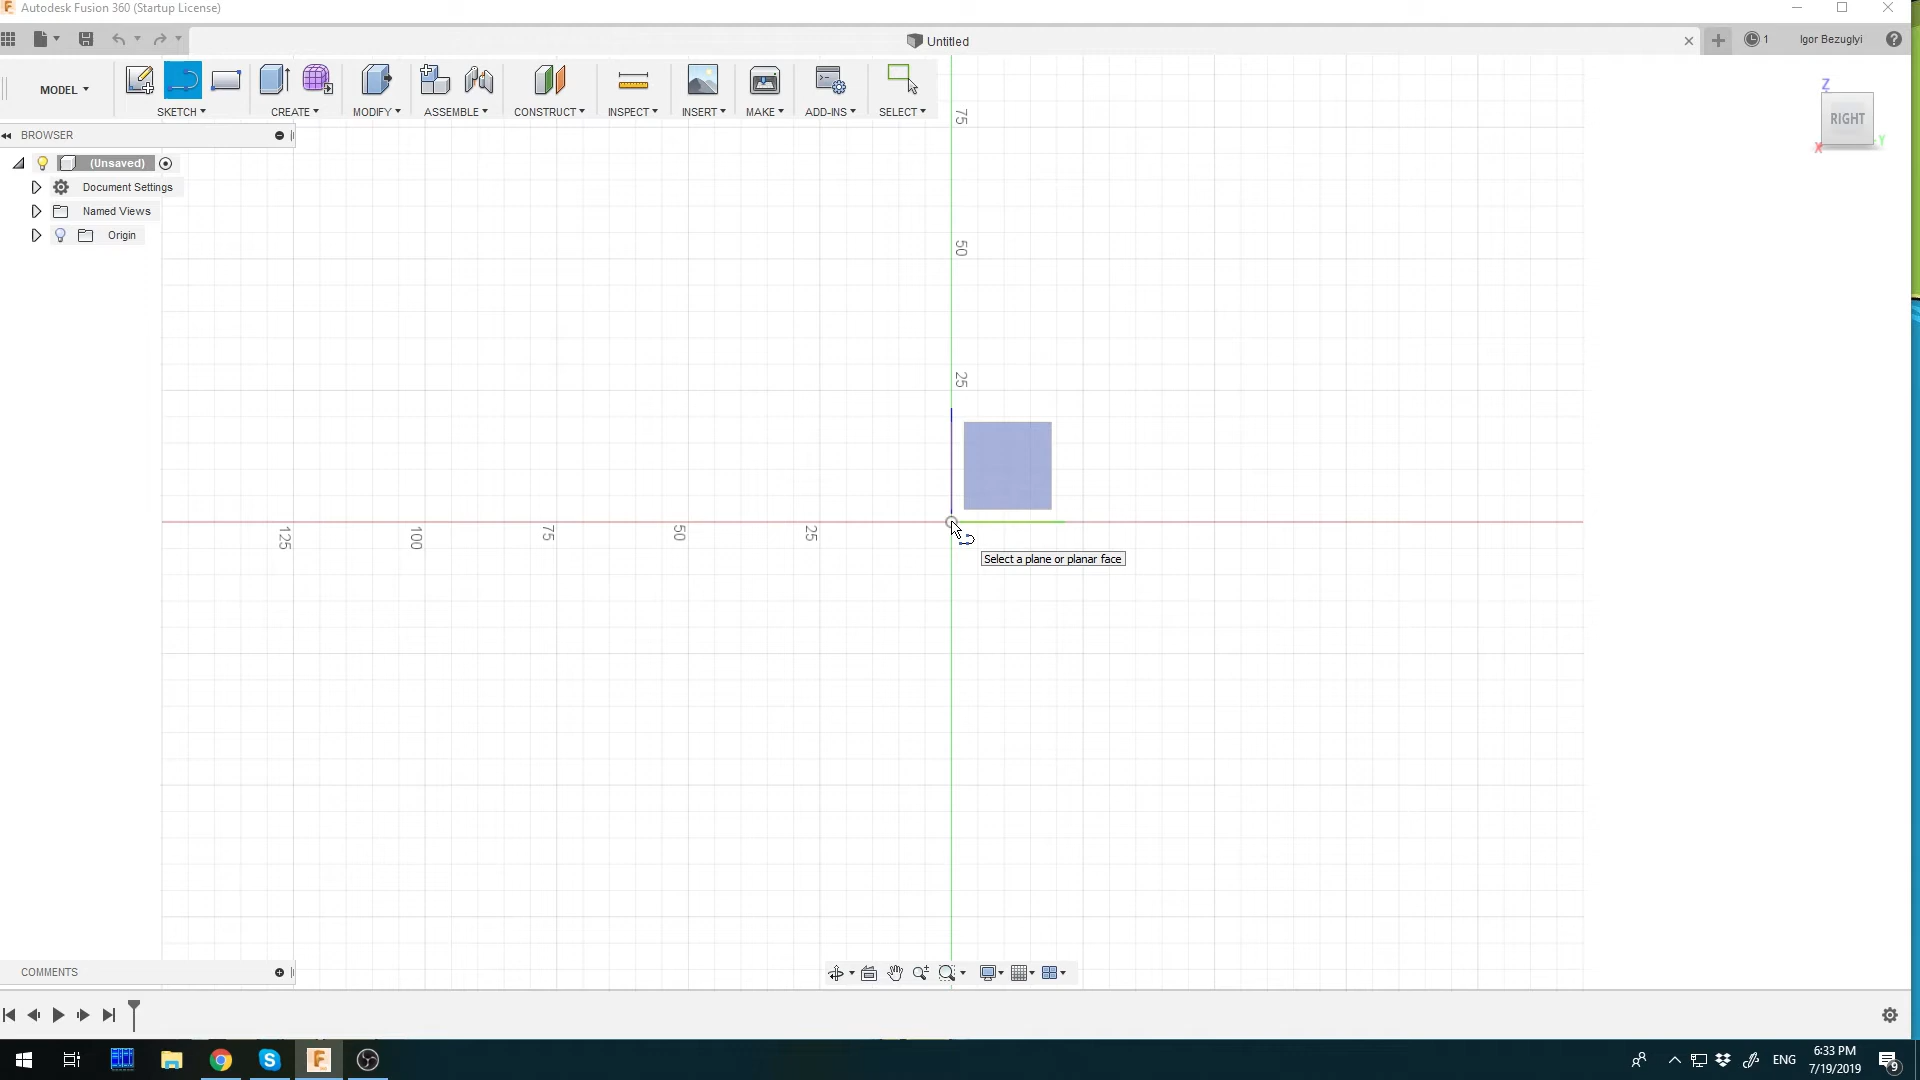 Autodesk Fusion 360 (Startup License)
Untitled
1
Igor Bezuglyi
MODEL
SKETCH
CREATE
MODIFY
ASSEMBLE
CONSTRUCT
INSPECT
INSERT
MAKE
ADD-INS
SELECT
BROWSER
(Unsaved)
Document Settings
Named Views
Origin
Z
RIGHT
X
Y
75
50
25
125
100
75
50
25
Select a plane or planar face
COMMENTS
ENG
6:33 PM
7/19/2019
9